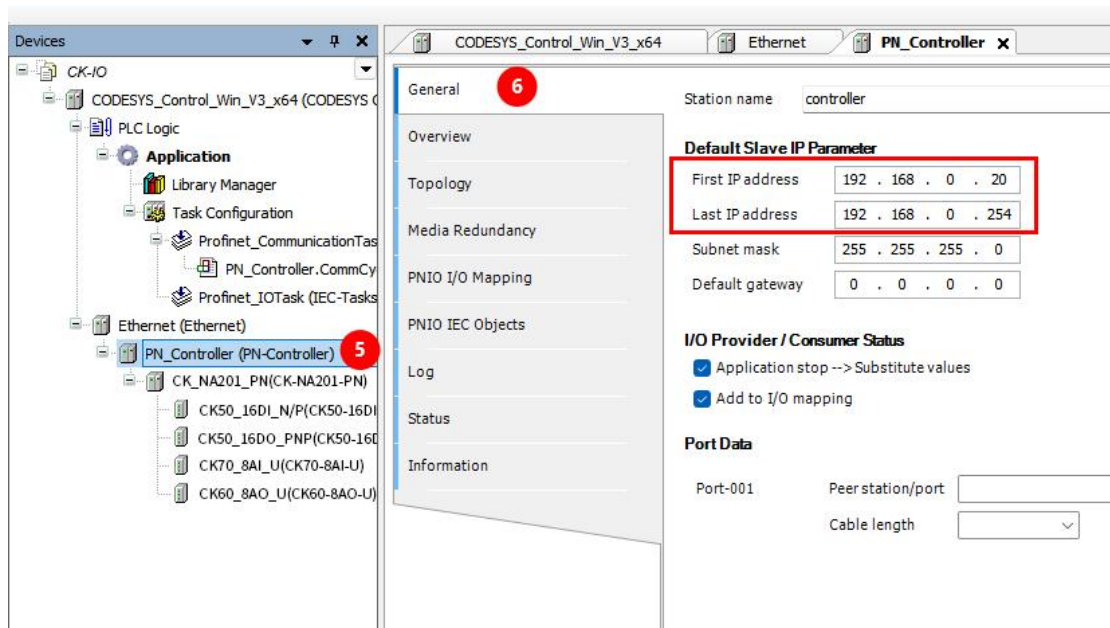 Devices
CK-IO
CODESYS_Control_Win_V3_x64 (CODESYS C
PLC Logic
Application
Library Manager
Task Configuration
Profinet_CommunicationTas
PN_Controller.CommCy
Profinet_IOTask (IEC-Tasks
Ethernet (Ethernet)
PN_Controller (PN-Controller)
5
CK_NA201_PN(CK-NA201-PN)
CK50_16DI_N/P(CK50-16DI
CK50_16DO_PNP(CK50-16D
CK70_8AI_U(CK70-8AI-U)
CK60_8AO_U(CK60-8AO-U)
CODESYS_Control_Win_V3_x64
Ethernet
PN_Controller
General
6
Overview
Topology
Media Redundancy
PNIO I/O Mapping
PNIO IEC Objects
Log
Status
Information
Station name controller
Default Slave IP Parameter
First IP address 192 . 168 . 0 . 20
Last IP address 192 . 168 . 0 . 254
Subnet mask 255 . 255 . 255 . 0
Default gateway 0 . 0 . 0 . 0
I/O Provider / Consumer Status
Application stop --> Substitute values
Add to I/O mapping
Port Data
Port-001 Peer station/port
Cable length